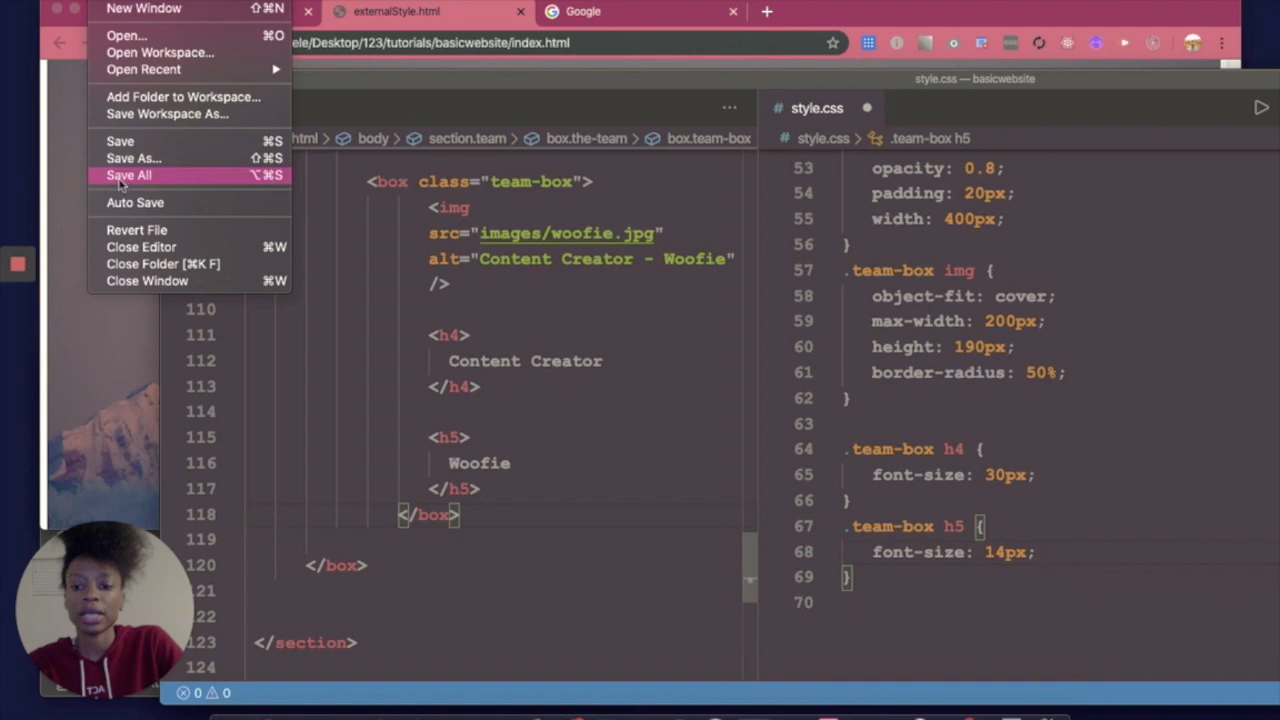 New Window ⇧⌘N
Open... ⌘O
Open Workspace...
Open Recent
Add Folder to Workspace...
Save Workspace As...
Save ⌘S
Save As... ⇧⌘S
Save All ⌥⌘S
Auto Save
Revert File
Close Editor ⌘W
Close Folder [⌘K F]
Close Window ⌘W
externalStyle.html
Google
ele/Desktop/123/tutorials/basicwebsite/index.html
style.css — basicwebsite
html > body > section.team > box.the-team > box.team-box
<box class="team-box">
<img
src="images/woofie.jpg"
alt="Content Creator - Woofie"
/>
110
111 <h4>
112 Content Creator
113 </h4>
114
115 <h5>
116 Woofie
117 </h5>
118 </box>
119
120 </box>
121
122
123 </section>
124
# style.css
style.css > .team-box h5
53 opacity: 0.8;
54 padding: 20px;
55 width: 400px;
56 }
57 .team-box img {
58 object-fit: cover;
59 max-width: 200px;
60 height: 190px;
61 border-radius: 50%;
62 }
63
64 .team-box h4 {
65 font-size: 30px;
66 }
67 .team-box h5 {
68 font-size: 14px;
69 }
70
0 0